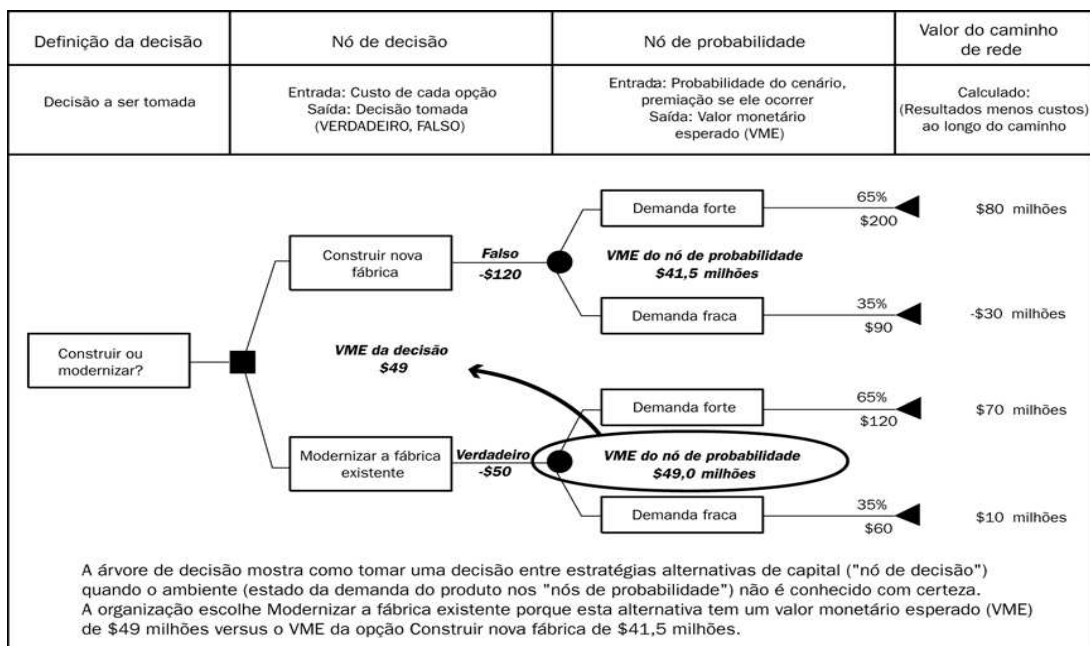 Definição da decisão
Nó de decisão
Nó de probabilidade
Valor do caminho
de rede
Decisão a ser tomada
Entrada: Custo de cada opção
Saída: Decisão tomada
(VERDADEIRO, FALSO)
Entrada: Probabilidade do cenário,
premiação se ele ocorrer
Saída: Valor monetário
esperado (VME)
Calculado:
(Resultados menos custos)
ao longo do caminho
Construir ou
modernizar?
Construir nova
fábrica
Falso
-$120
Demanda forte
65%
$200
$80 milhões
VME do nó de probabilidade
$41,5 milhões
Demanda fraca
35%
$90
-$30 milhões
VME da decisão
$49
Modernizar a fábrica
existente
Verdadeiro
-$50
Demanda forte
65%
$120
$70 milhões
VME do nó de probabilidade
$49,0 milhões
Demanda fraca
35%
$60
$10 milhões
A árvore de decisão mostra como tomar uma decisão entre estratégias alternativas de capital ("nó de decisão")
quando o ambiente (estado da demanda do produto nos "nós de probabilidade") não é conhecido com certeza.
A organização escolhe Modernizar a fábrica existente porque esta alternativa tem um valor monetário esperado (VME)
de $49 milhões versus o VME da opção Construir nova fábrica de $41,5 milhões.